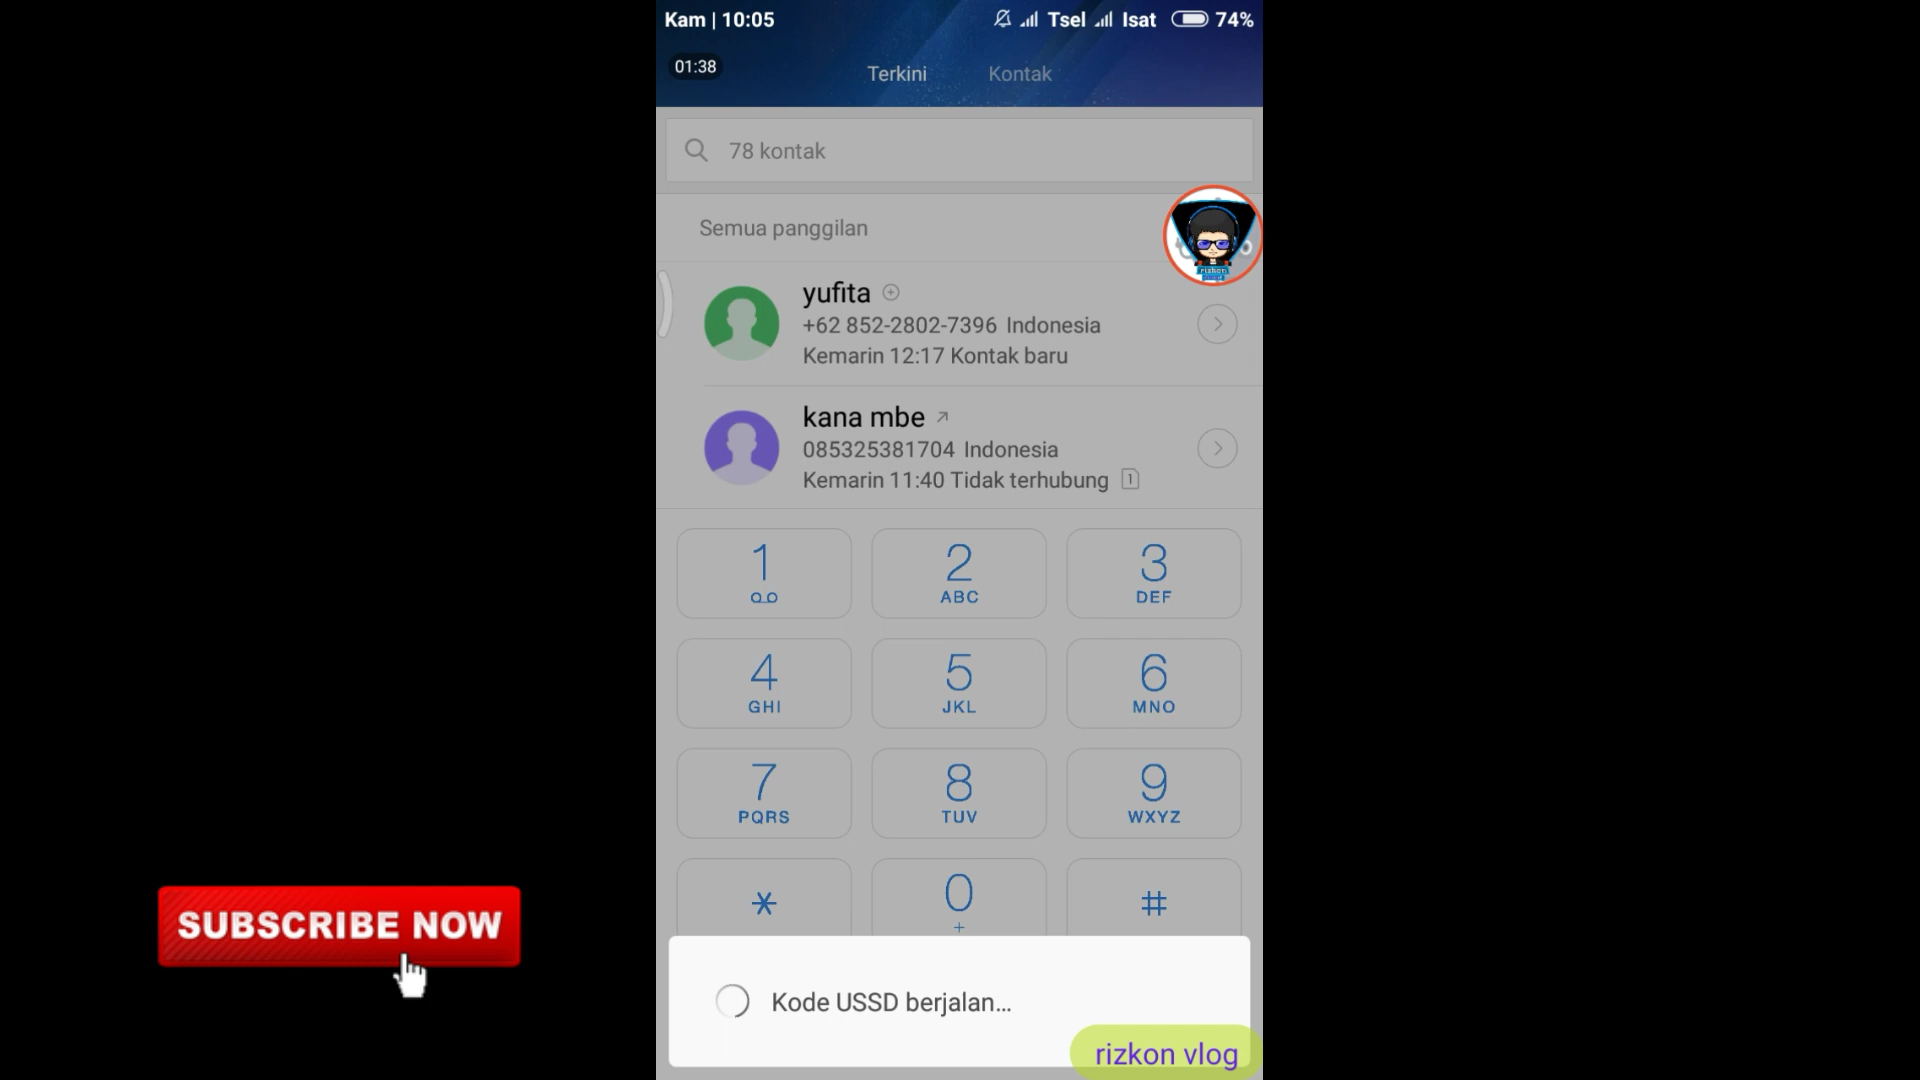 Kam | 10:05
Tsel Isat 74%
01:38
Terkini Kontak
78 kontak
Semua panggilan
rizkon
yufita
+62 852-2802-7396 Indonesia
Kemarin 12:17 Kontak baru
kana mbe
085325381704 Indonesia
Kemarin 11:40 Tidak terhubung 1
1 2 3
ABC DEF
4 5 6
GHI JKL MNO
7 8 9
PQRS TUV WXYZ
* 0 #
+
SUBSCRIBE NOW
Kode USSD berjalan...
rizkon vlog